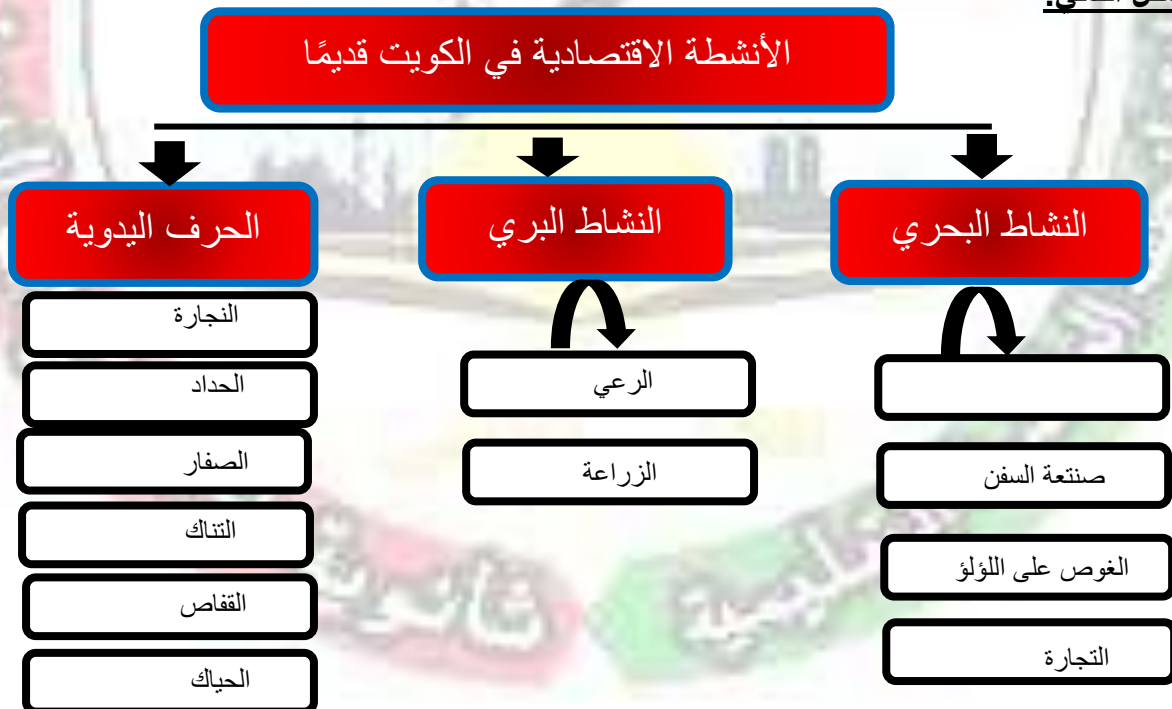 الأنشطة الاقتصادية في الكويت قديمًا
النشاط البحري
النشاط البري
الحرف اليدوية
صنتعة السفن
الغوص على اللؤلؤ
التجارة
الرعي
الزراعة
النجارة
الحداد
الصفار
التناك
القفاص
الحياك